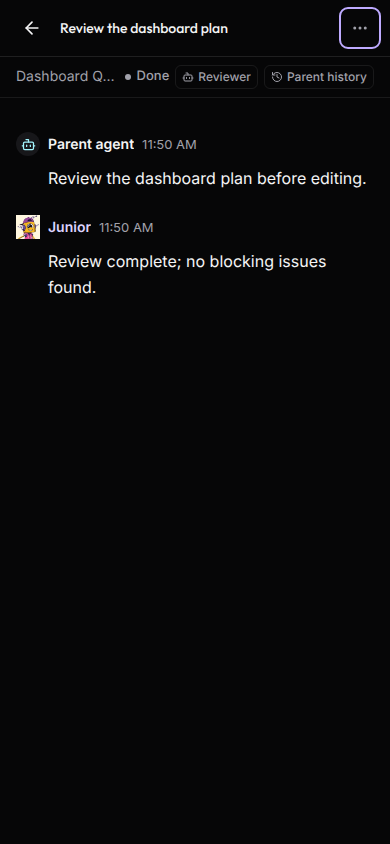 Review the dashboard plan
Dashboard Q... Done Reviewer Parent history
Parent agent 11:50 AM
Review the dashboard plan before editing.
Junior 11:50 AM
Review complete; no blocking issues
found.